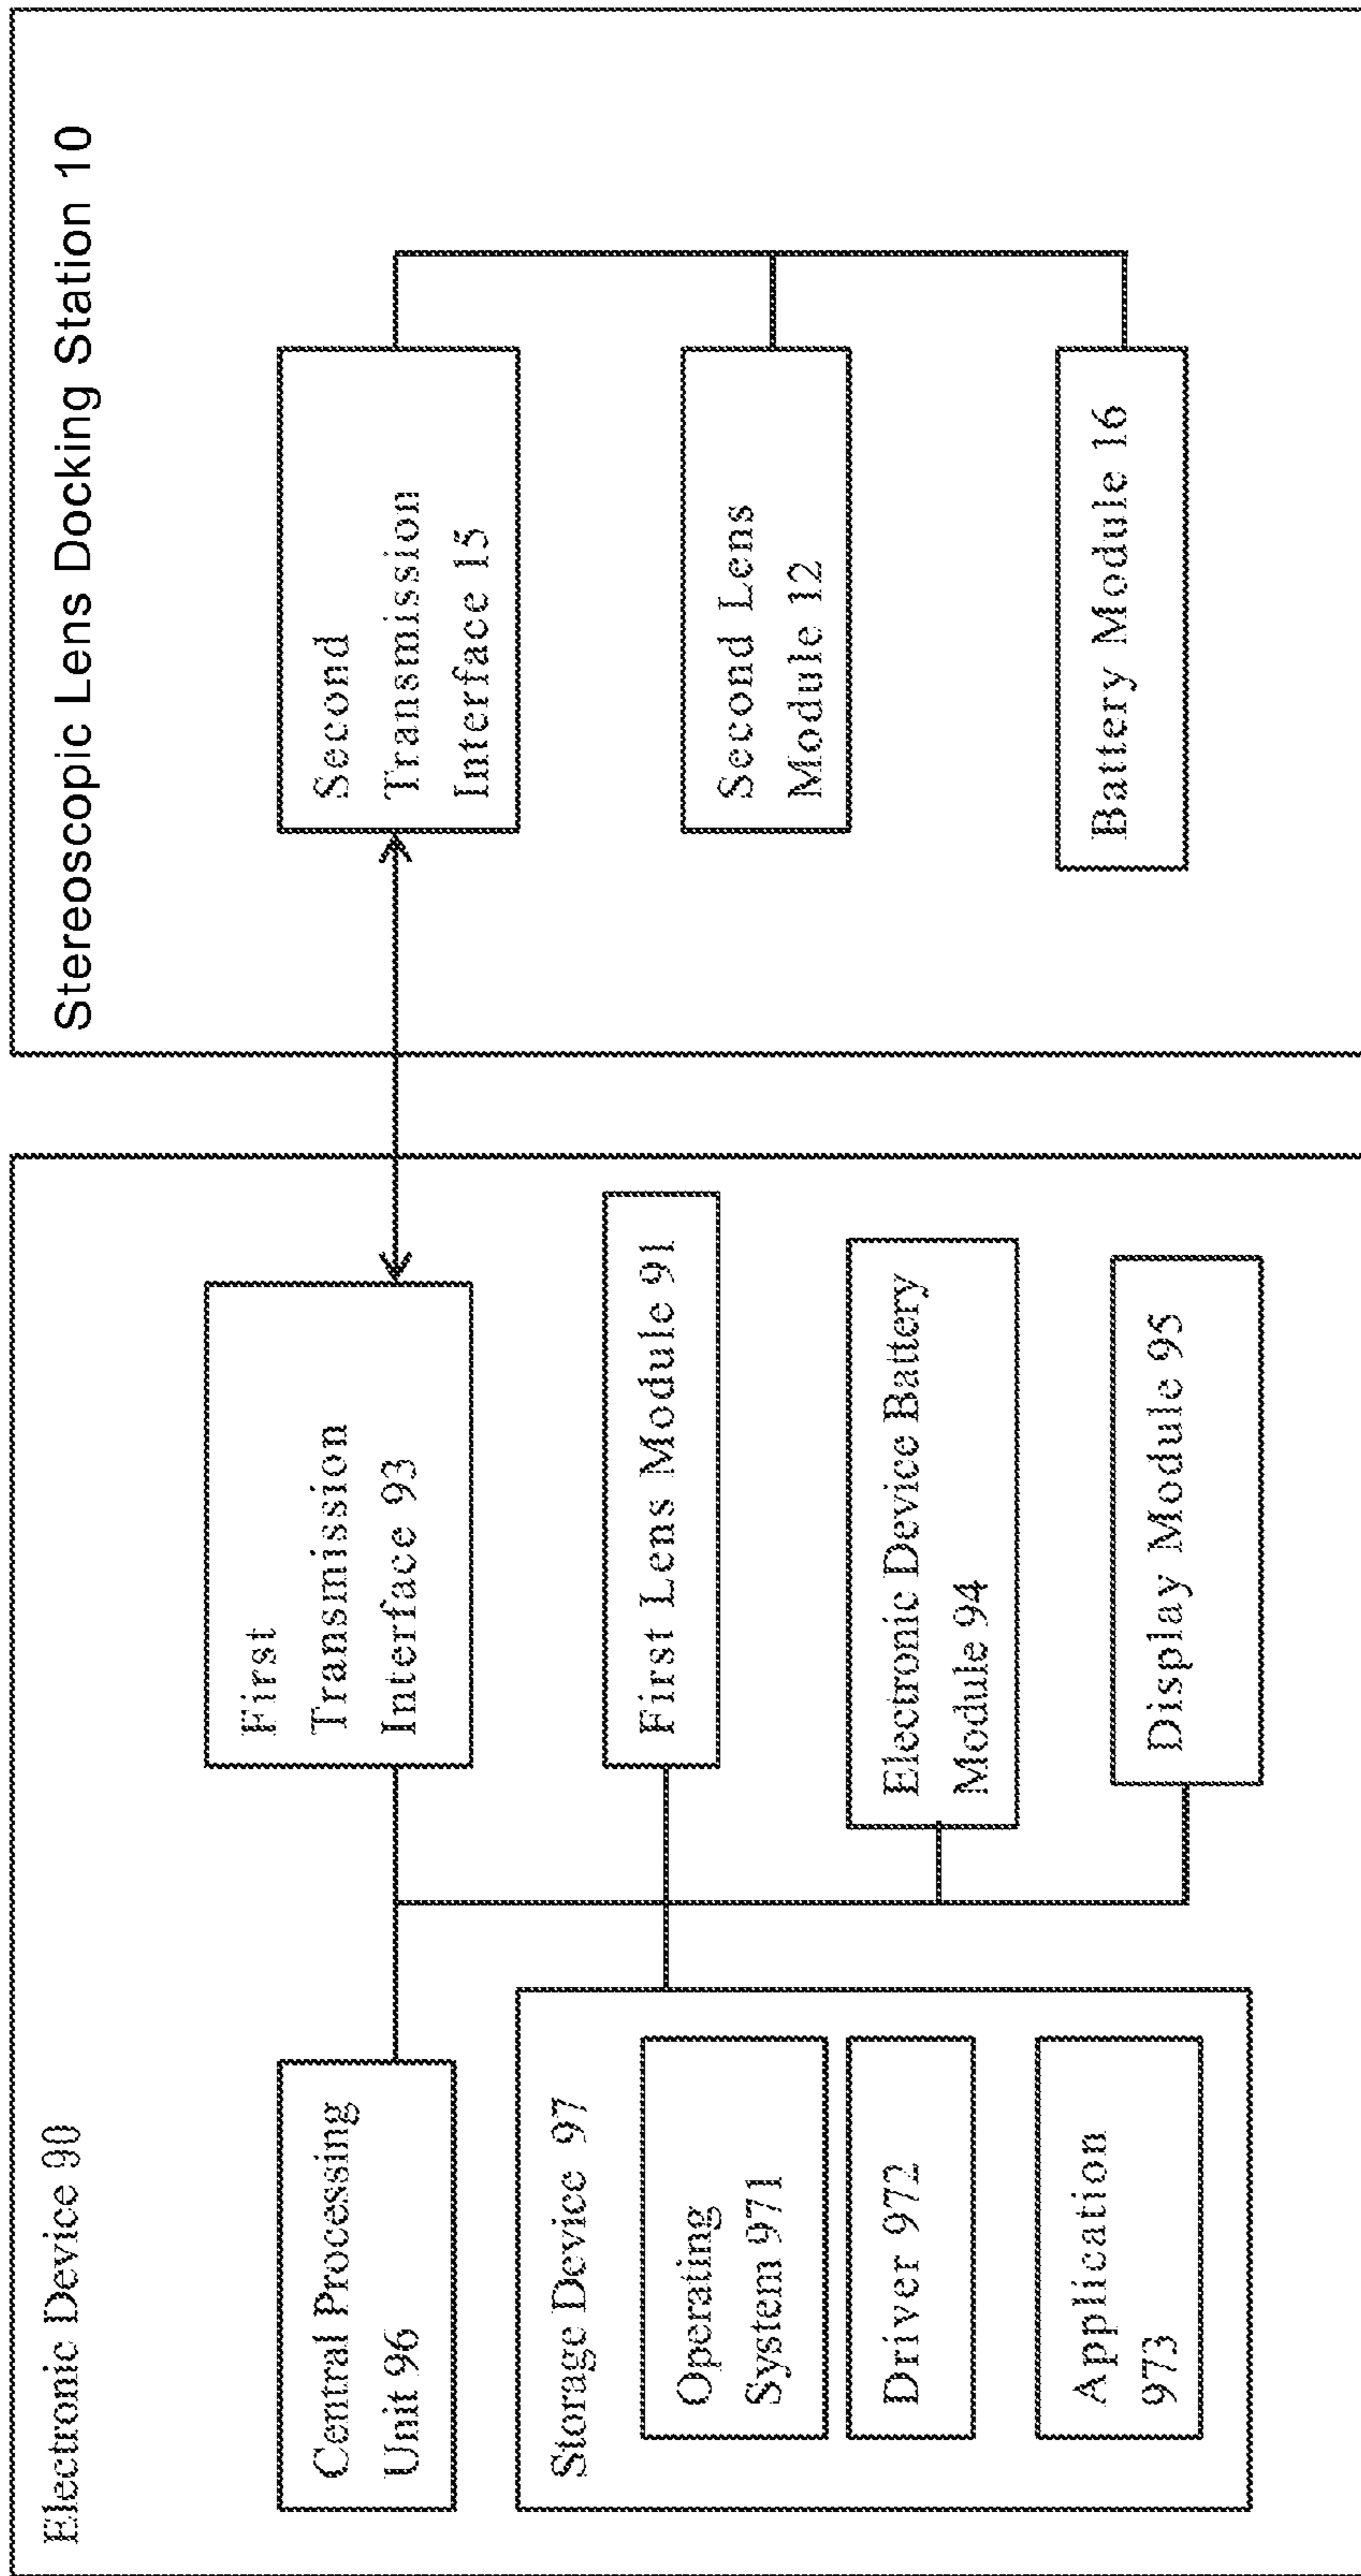 Electronic Device 90
Central Processing
Unit 96
Storage Device 97
Operating
System 971
Driver 972
Application
973
First
Transmission
Interface 93
First Lens Module 91
Electronic Device Battery
Module 94
Display Module 95
Stereoscopic Lens Docking Station 10
Second
Transmission
Interface 15
Second Lens
Module 12
Battery Module 16